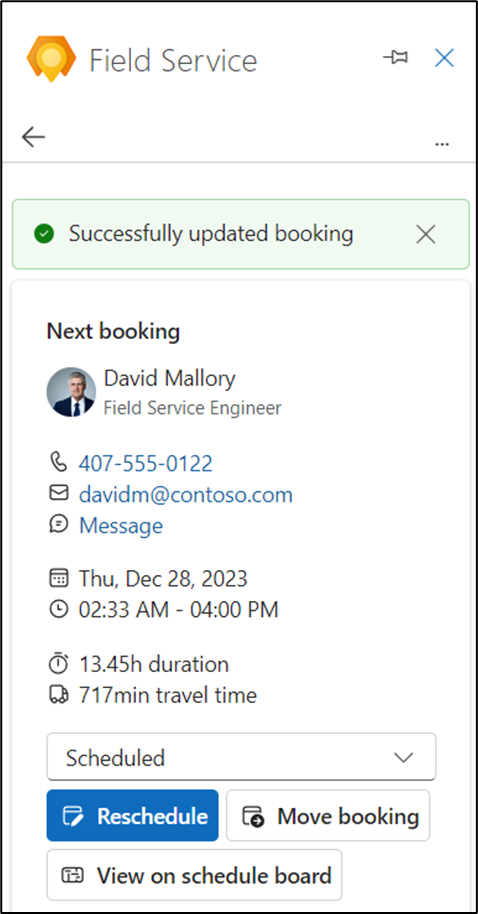 Field Service
...
Successfully updated booking
Next booking
David Mallory
Field Service Engineer
407-555-0122
davidm@contoso.com
Message
Thu, Dec 28, 2023
02:33 AM - 04:00 PM
13.45h duration
717min travel time
Scheduled
Reschedule
Move booking
View on schedule board